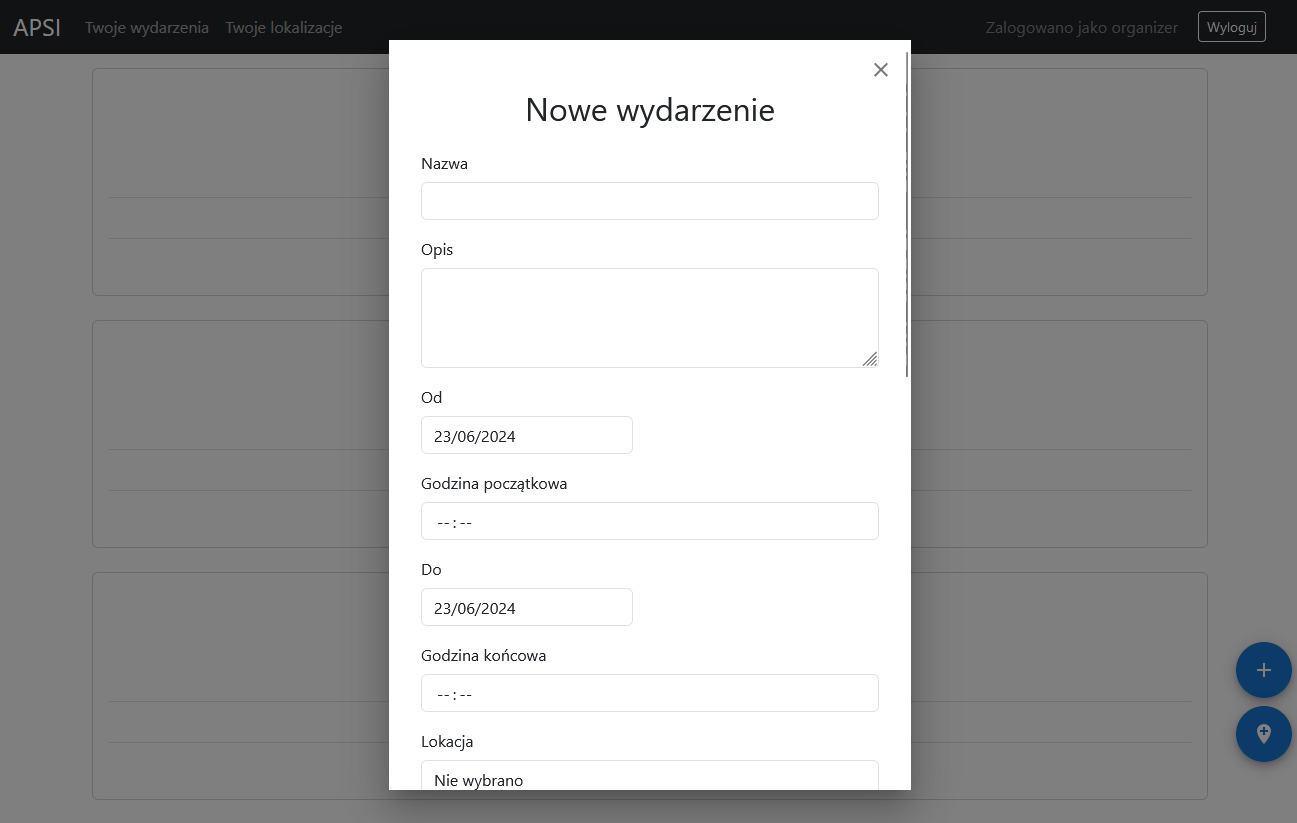 APSI Twoje wydarzenia Twoje lokalizacje Zalogowano jako organizer Wyloguj
Nowe wydarzenie
Nazwa
Opis
Od
23/06/2024
Godzina początkowa
--:--
Do
23/06/2024
Godzina końcowa
--:--
Lokacja
Nie wybrano